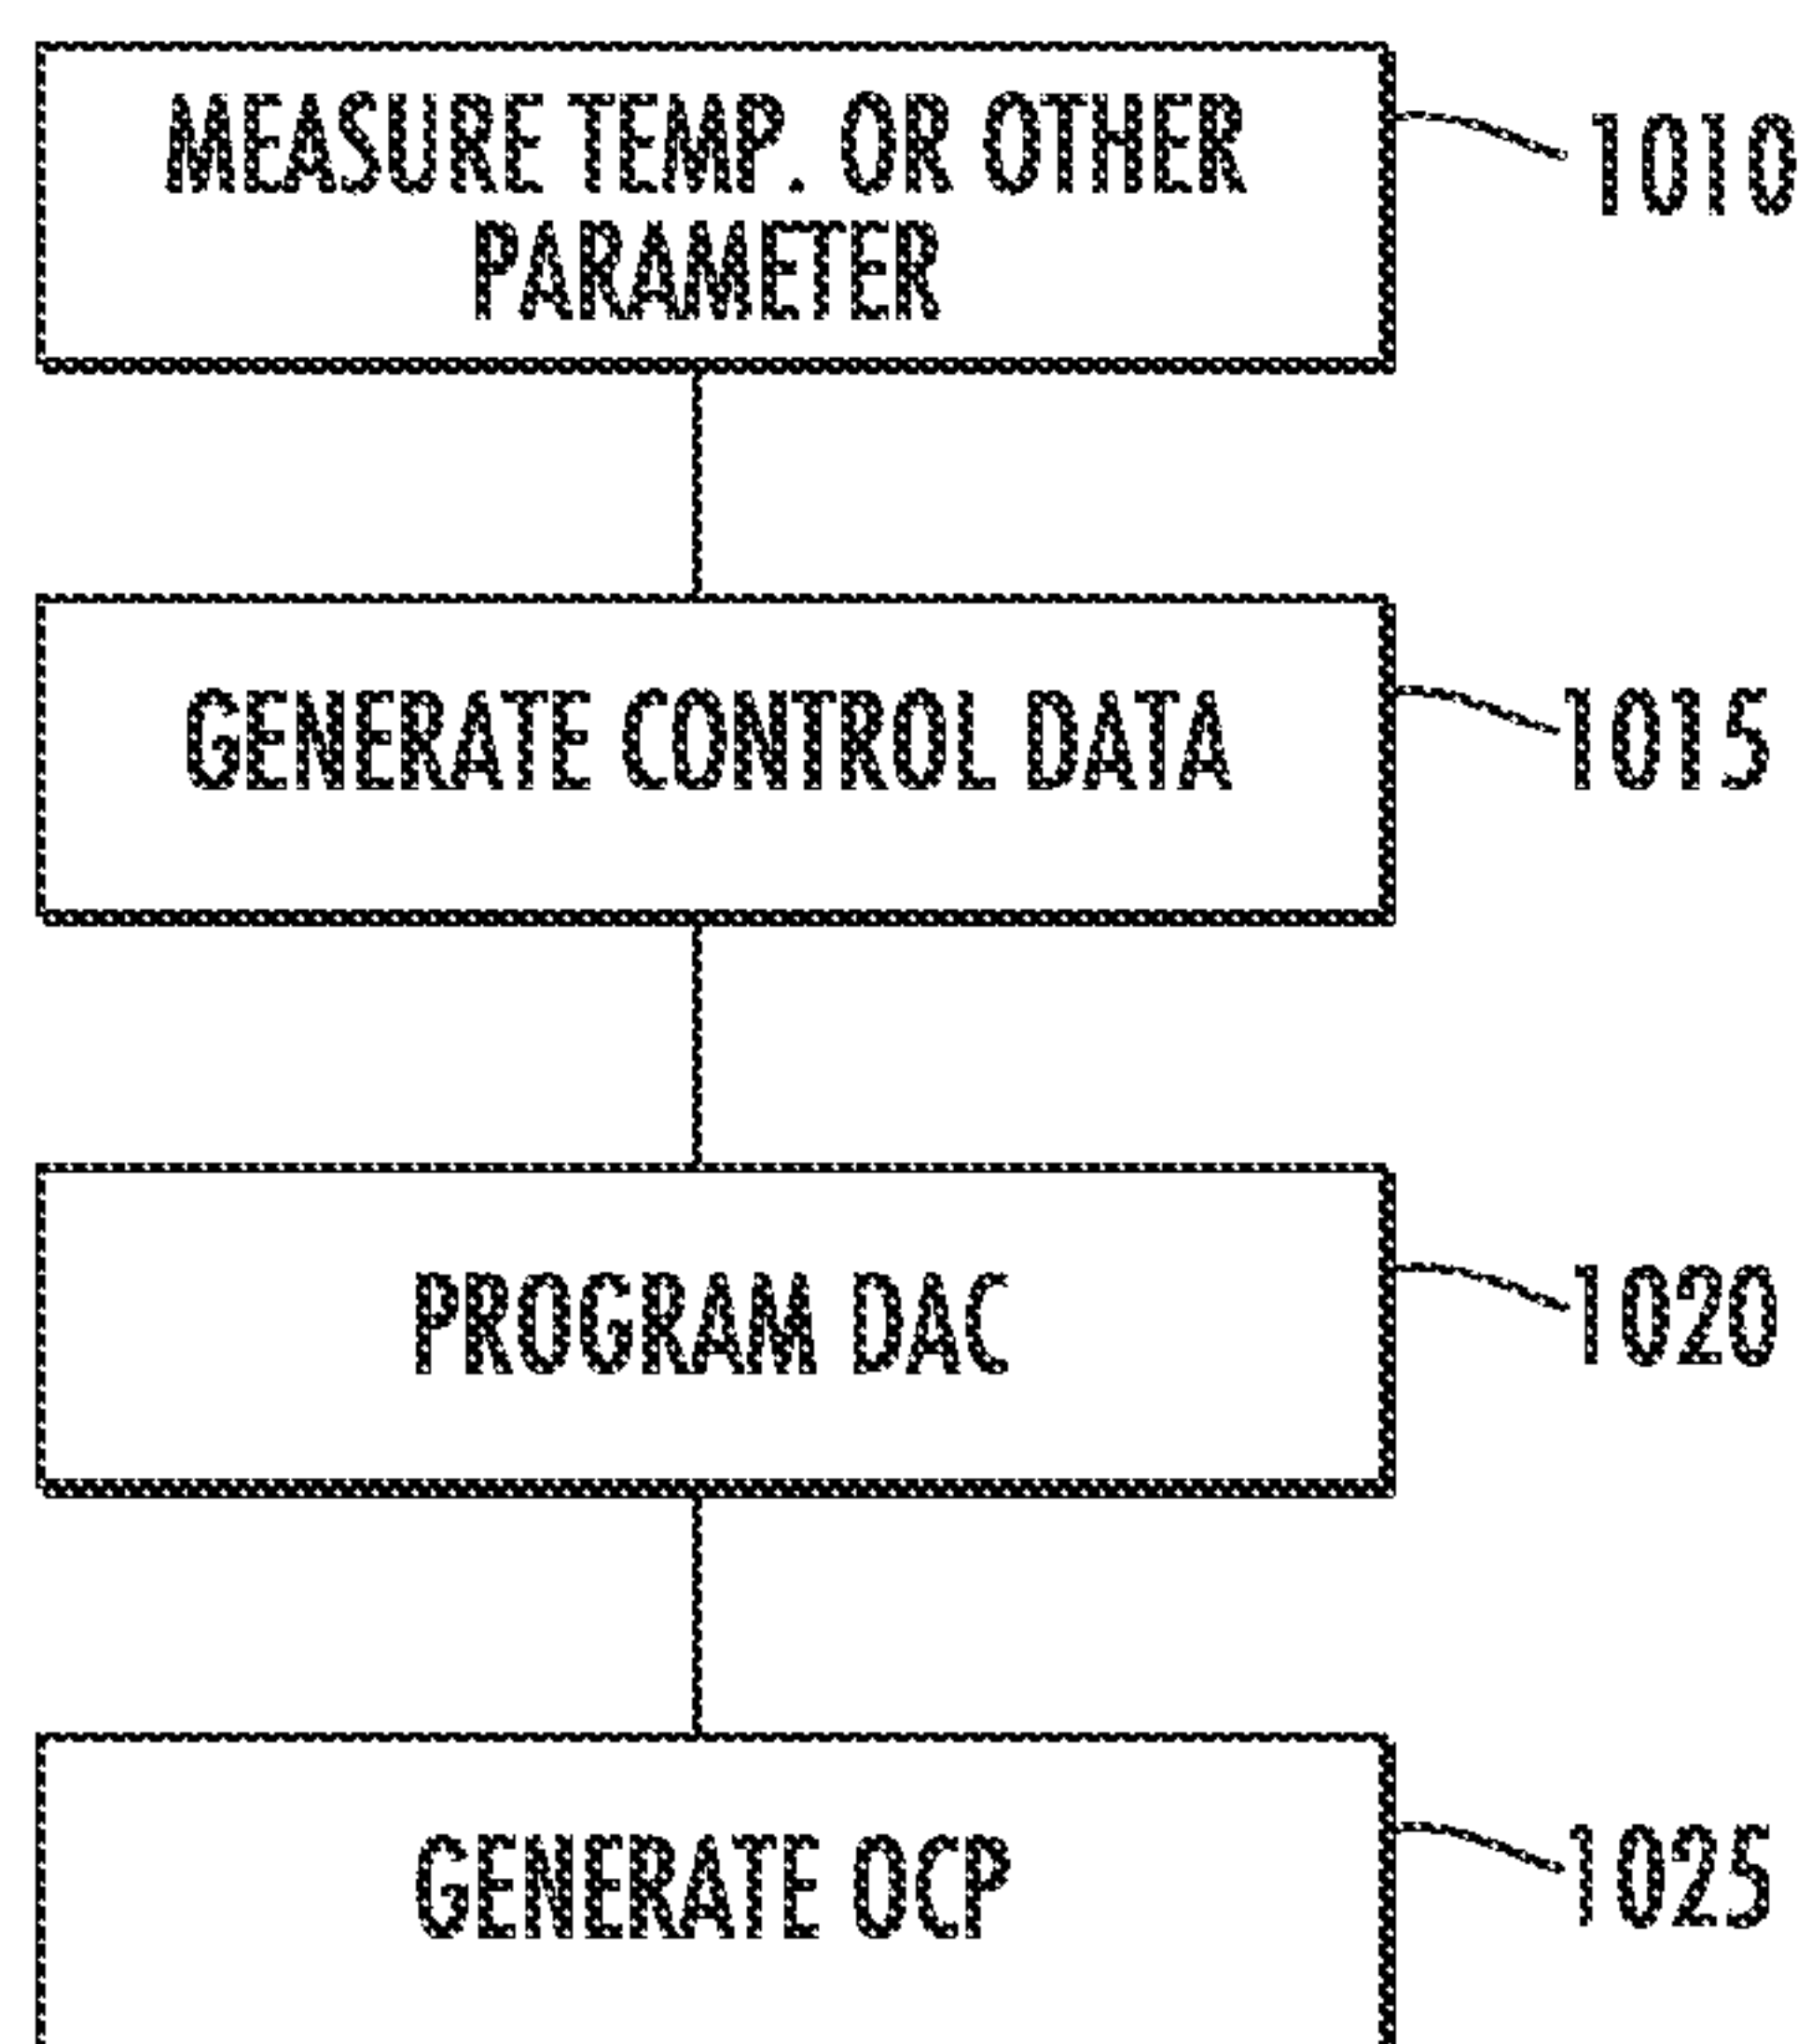 MEASURE TEMP. OR OTHER
PARAMETER
1010
GENERATE CONTROL DATA
1015
PROGRAM DAC
1020
GENERATE OCP
1025